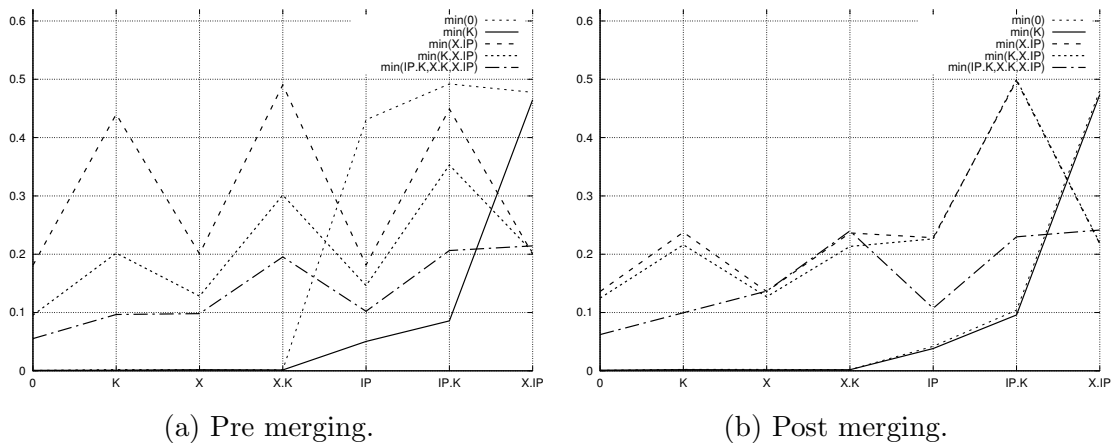 0.6
0.5
0.4
0.3
0.2
0.1
0
0 K X X.K IP IP.K X.IP
min(0)
min(K)
min(X.IP)
min(K,X.IP)
min(IP.K,X.K,X.IP)
(a) Pre merging.
0.6
0.5
0.4
0.3
0.2
0.1
0
0 K X X.K IP IP.K X.IP
min(0)
min(K)
min(X.IP)
min(K,X.IP)
min(IP.K,X.K,X.IP)
(b) Post merging.